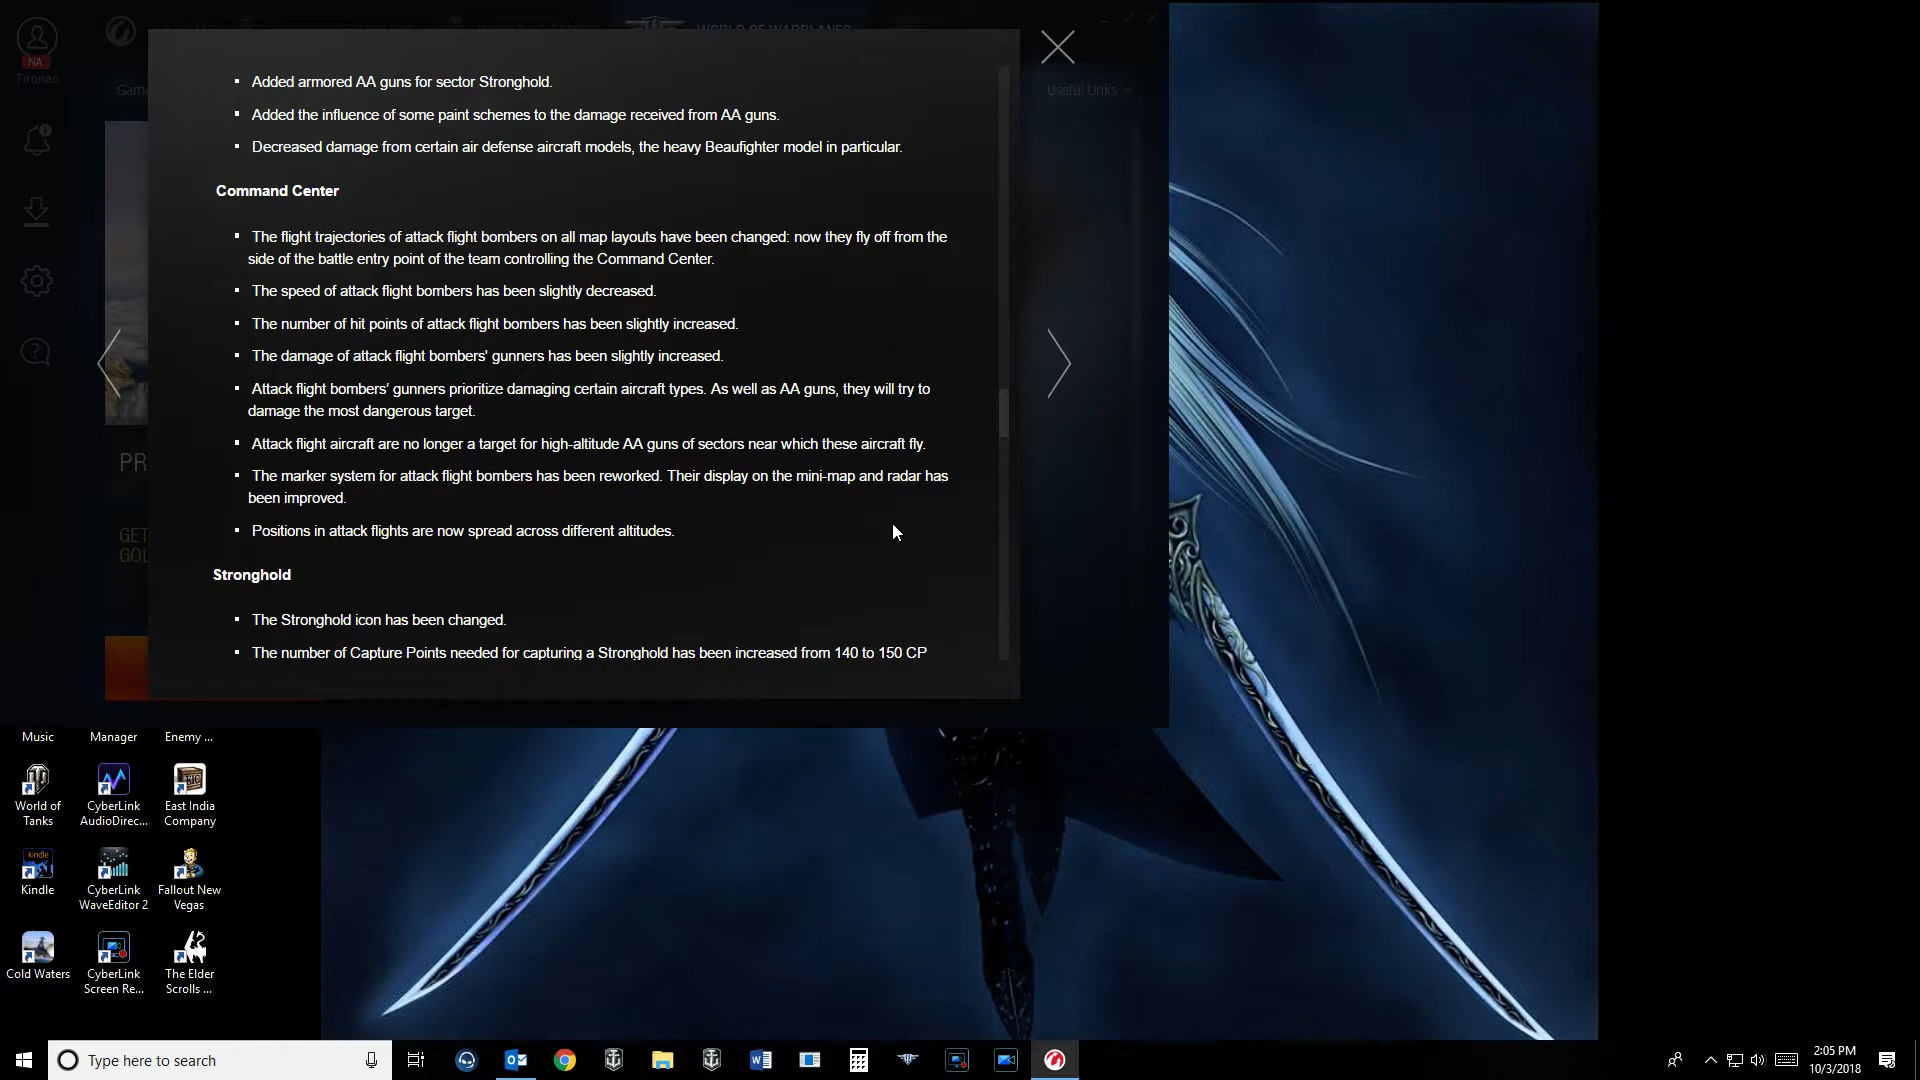 WORLD OF WARPLANES
NA
Tironan
Game
Useful Links
Added armored AA guns for sector Stronghold.
Added the influence of some paint schemes to the damage received from AA guns.
Decreased damage from certain air defense aircraft models, the heavy Beaufighter model in particular.
Command Center
The flight trajectories of attack flight bombers on all map layouts have been changed: now they fly off from the
side of the battle entry point of the team controlling the Command Center.
The speed of attack flight bombers has been slightly decreased.
The number of hit points of attack flight bombers has been slightly increased.
The damage of attack flight bombers' gunners has been slightly increased.
Attack flight bombers' gunners prioritize damaging certain aircraft types. As well as AA guns, they will try to
damage the most dangerous target.
Attack flight aircraft are no longer a target for high-altitude AA guns of sectors near which these aircraft fly.
PR
The marker system for attack flight bombers has been reworked. Their display on the mini-map and radar has
been improved.
Positions in attack flights are now spread across different altitudes.
GET
GOL
Stronghold
The Stronghold icon has been changed.
The number of Capture Points needed for capturing a Stronghold has been increased from 140 to 150 CP
Music
Manager
Enemy ...
World of
Tanks
CyberLink
AudioDirec...
East India
Company
kindle
Kindle
CyberLink
WaveEditor 2
Fallout New
Vegas
Cold Waters
CyberLink
Screen Re...
The Elder
Scrolls ...
Type here to search
2:05 PM
10/3/2018